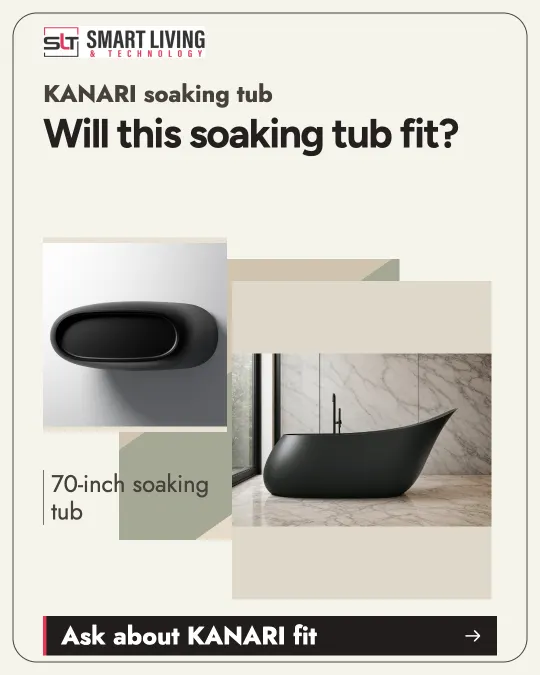 SLT SMART LIVING
& TECHNOLOGY
KANARI soaking tub
Will this soaking tub fit?
70-inch soaking
tub
Ask about KANARI fit →